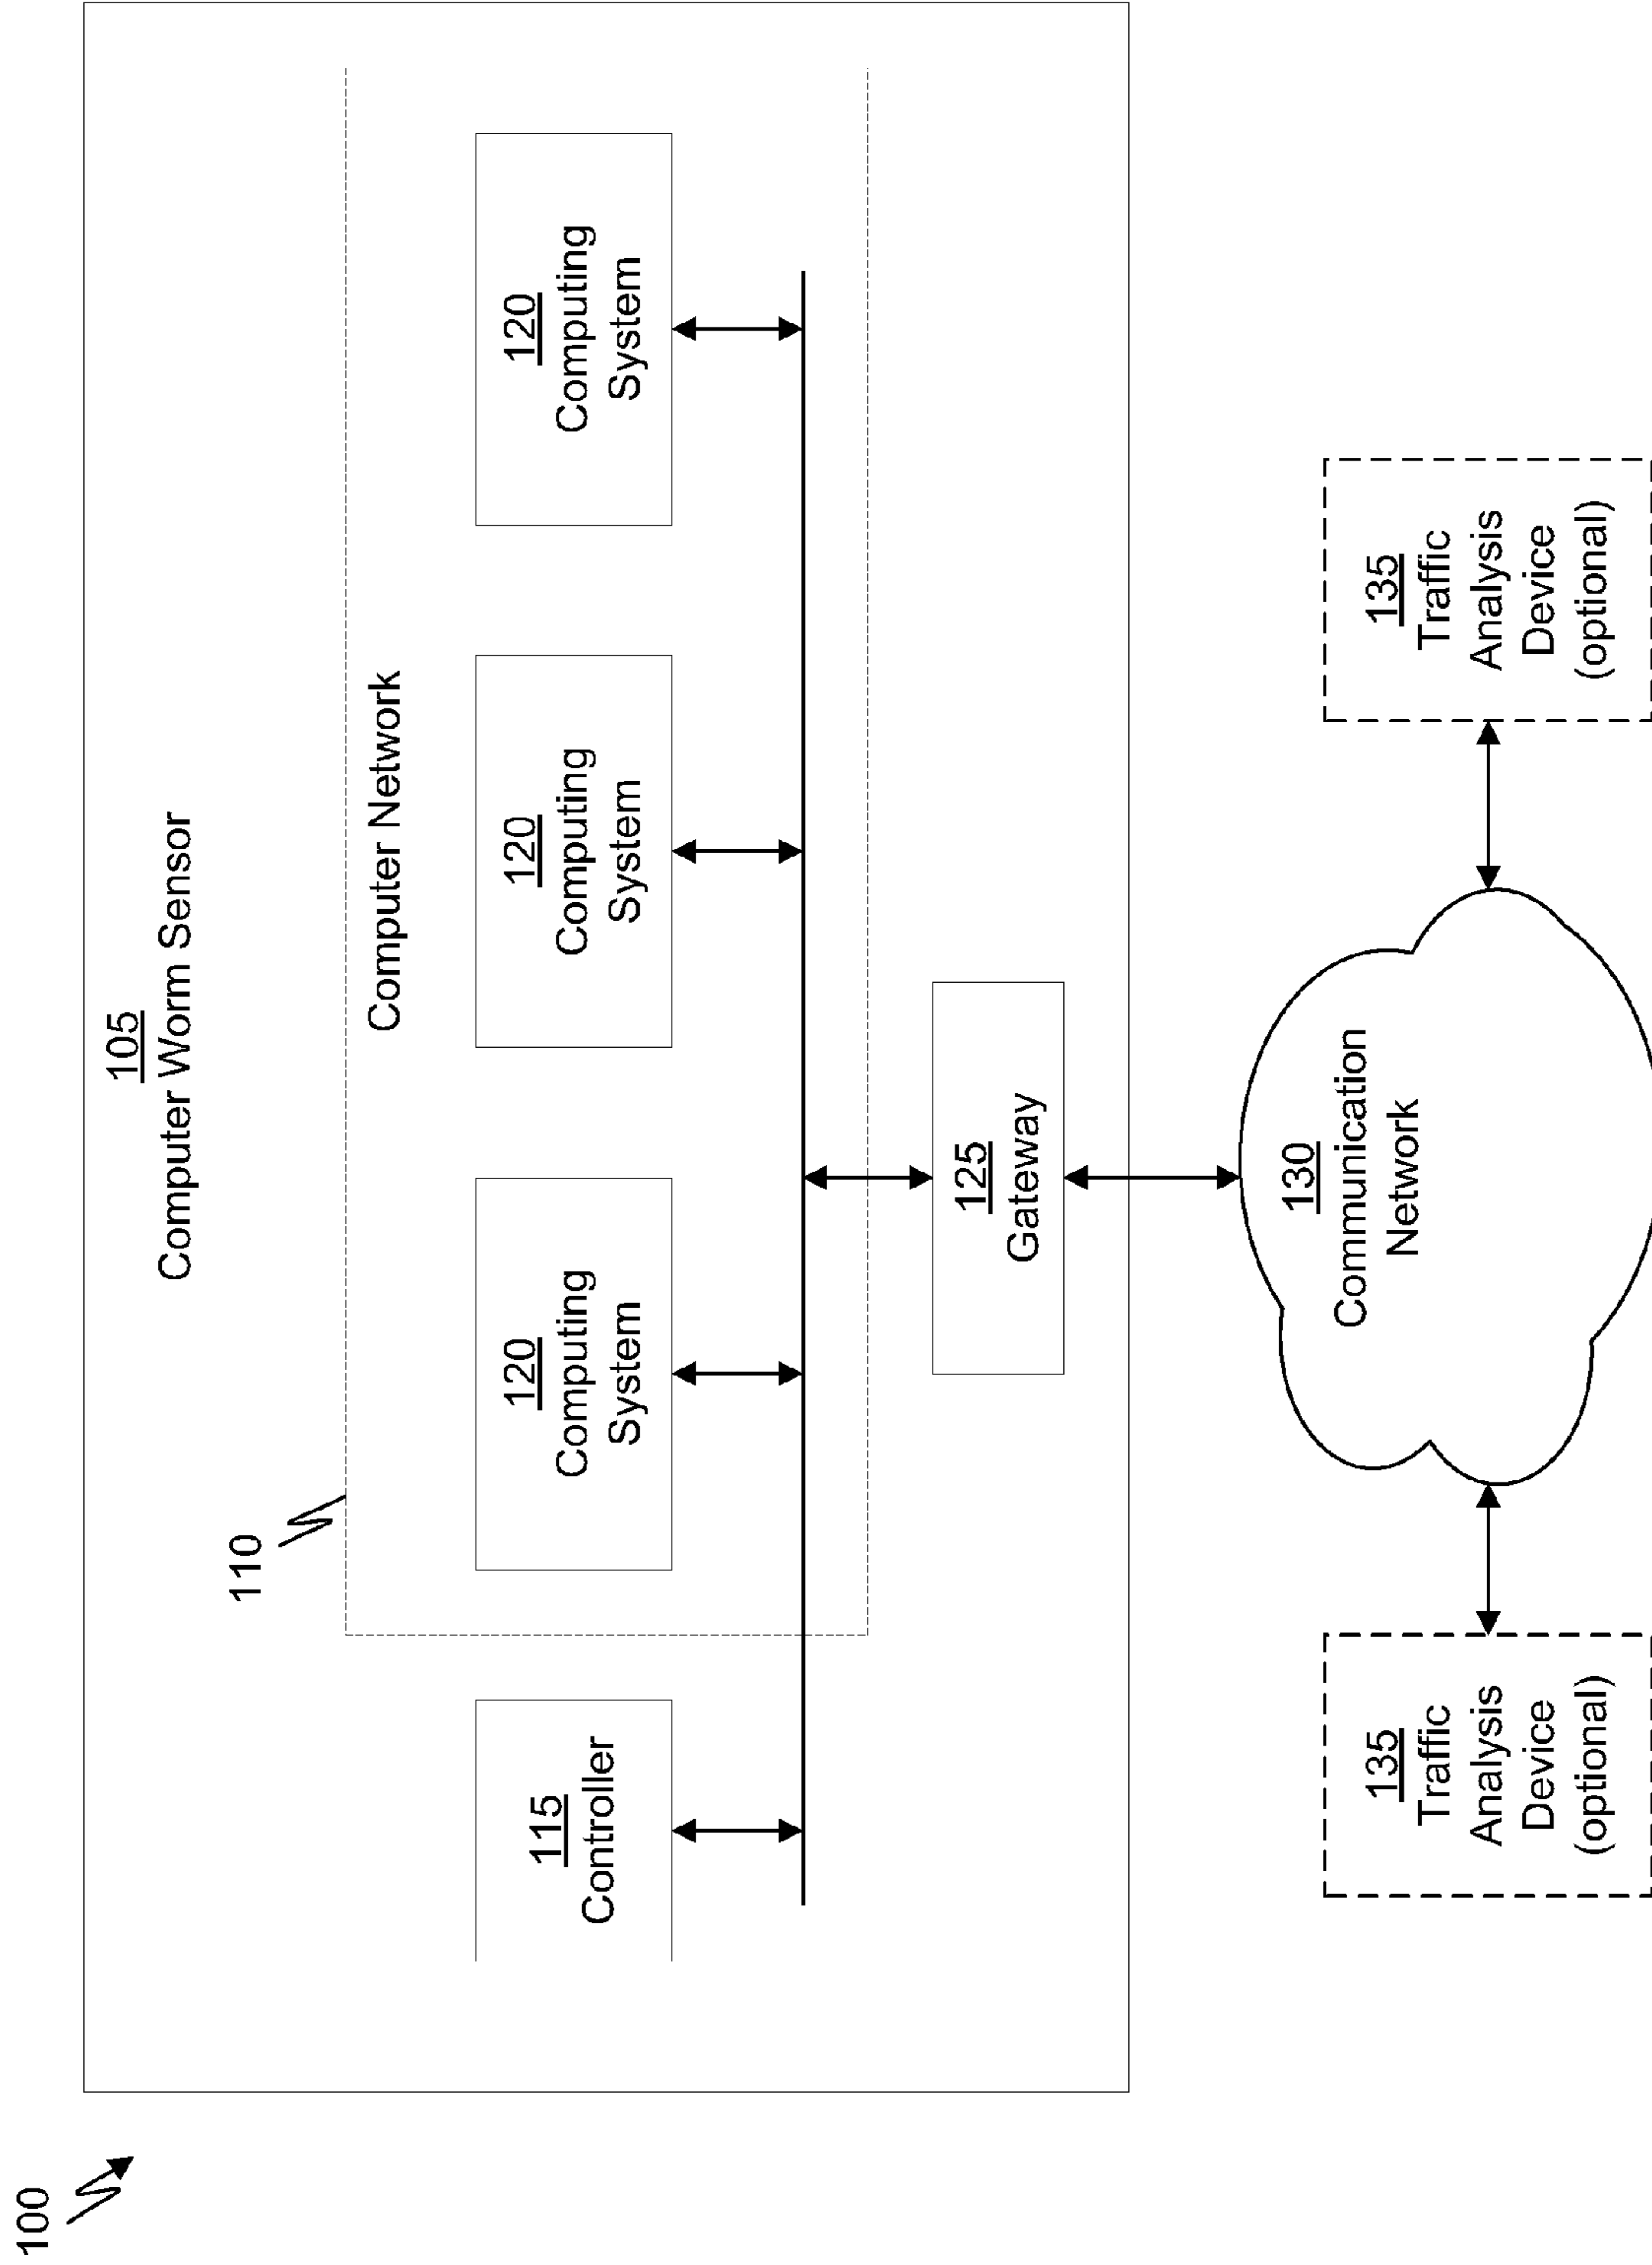 100
105
Computer Worm Sensor
110
Computer Network
115
Controller
120
Computing
System
120
Computing
System
120
Computing
System
125
Gateway
130
Communication
Network
135
Traffic
Analysis
Device
(optional)
135
Traffic
Analysis
Device
(optional)